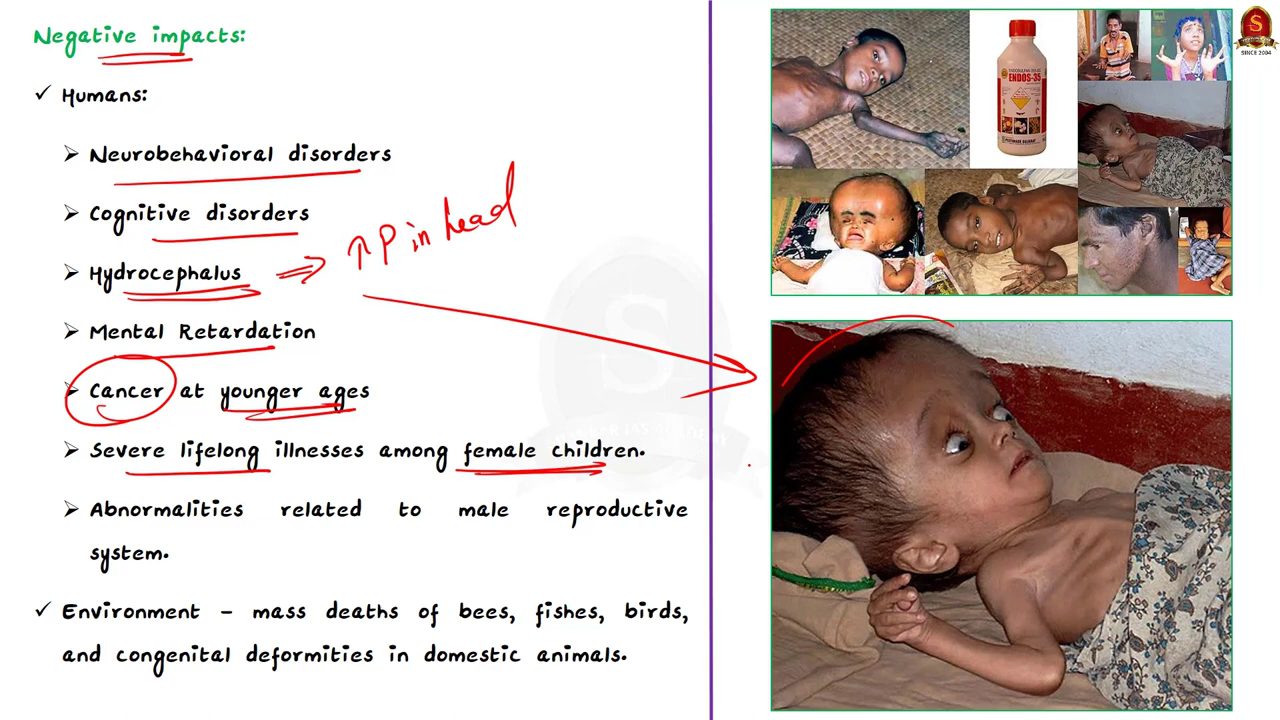 Negative impacts:
✓ Humans:
➤ Neurobehavioral disorders
➤ Cognitive disorders
➤ Hydrocephalus ⇒ ↑ P in head
➤ Mental Retardation
➤ Cancer at younger ages
➤ Severe lifelong illnesses among female children.
➤ Abnormalities related to male reproductive
system.
✓ Environment – mass deaths of bees, fishes, birds,
and congenital deformities in domestic animals.
ENDOS-35
S
SINCE 2004
S